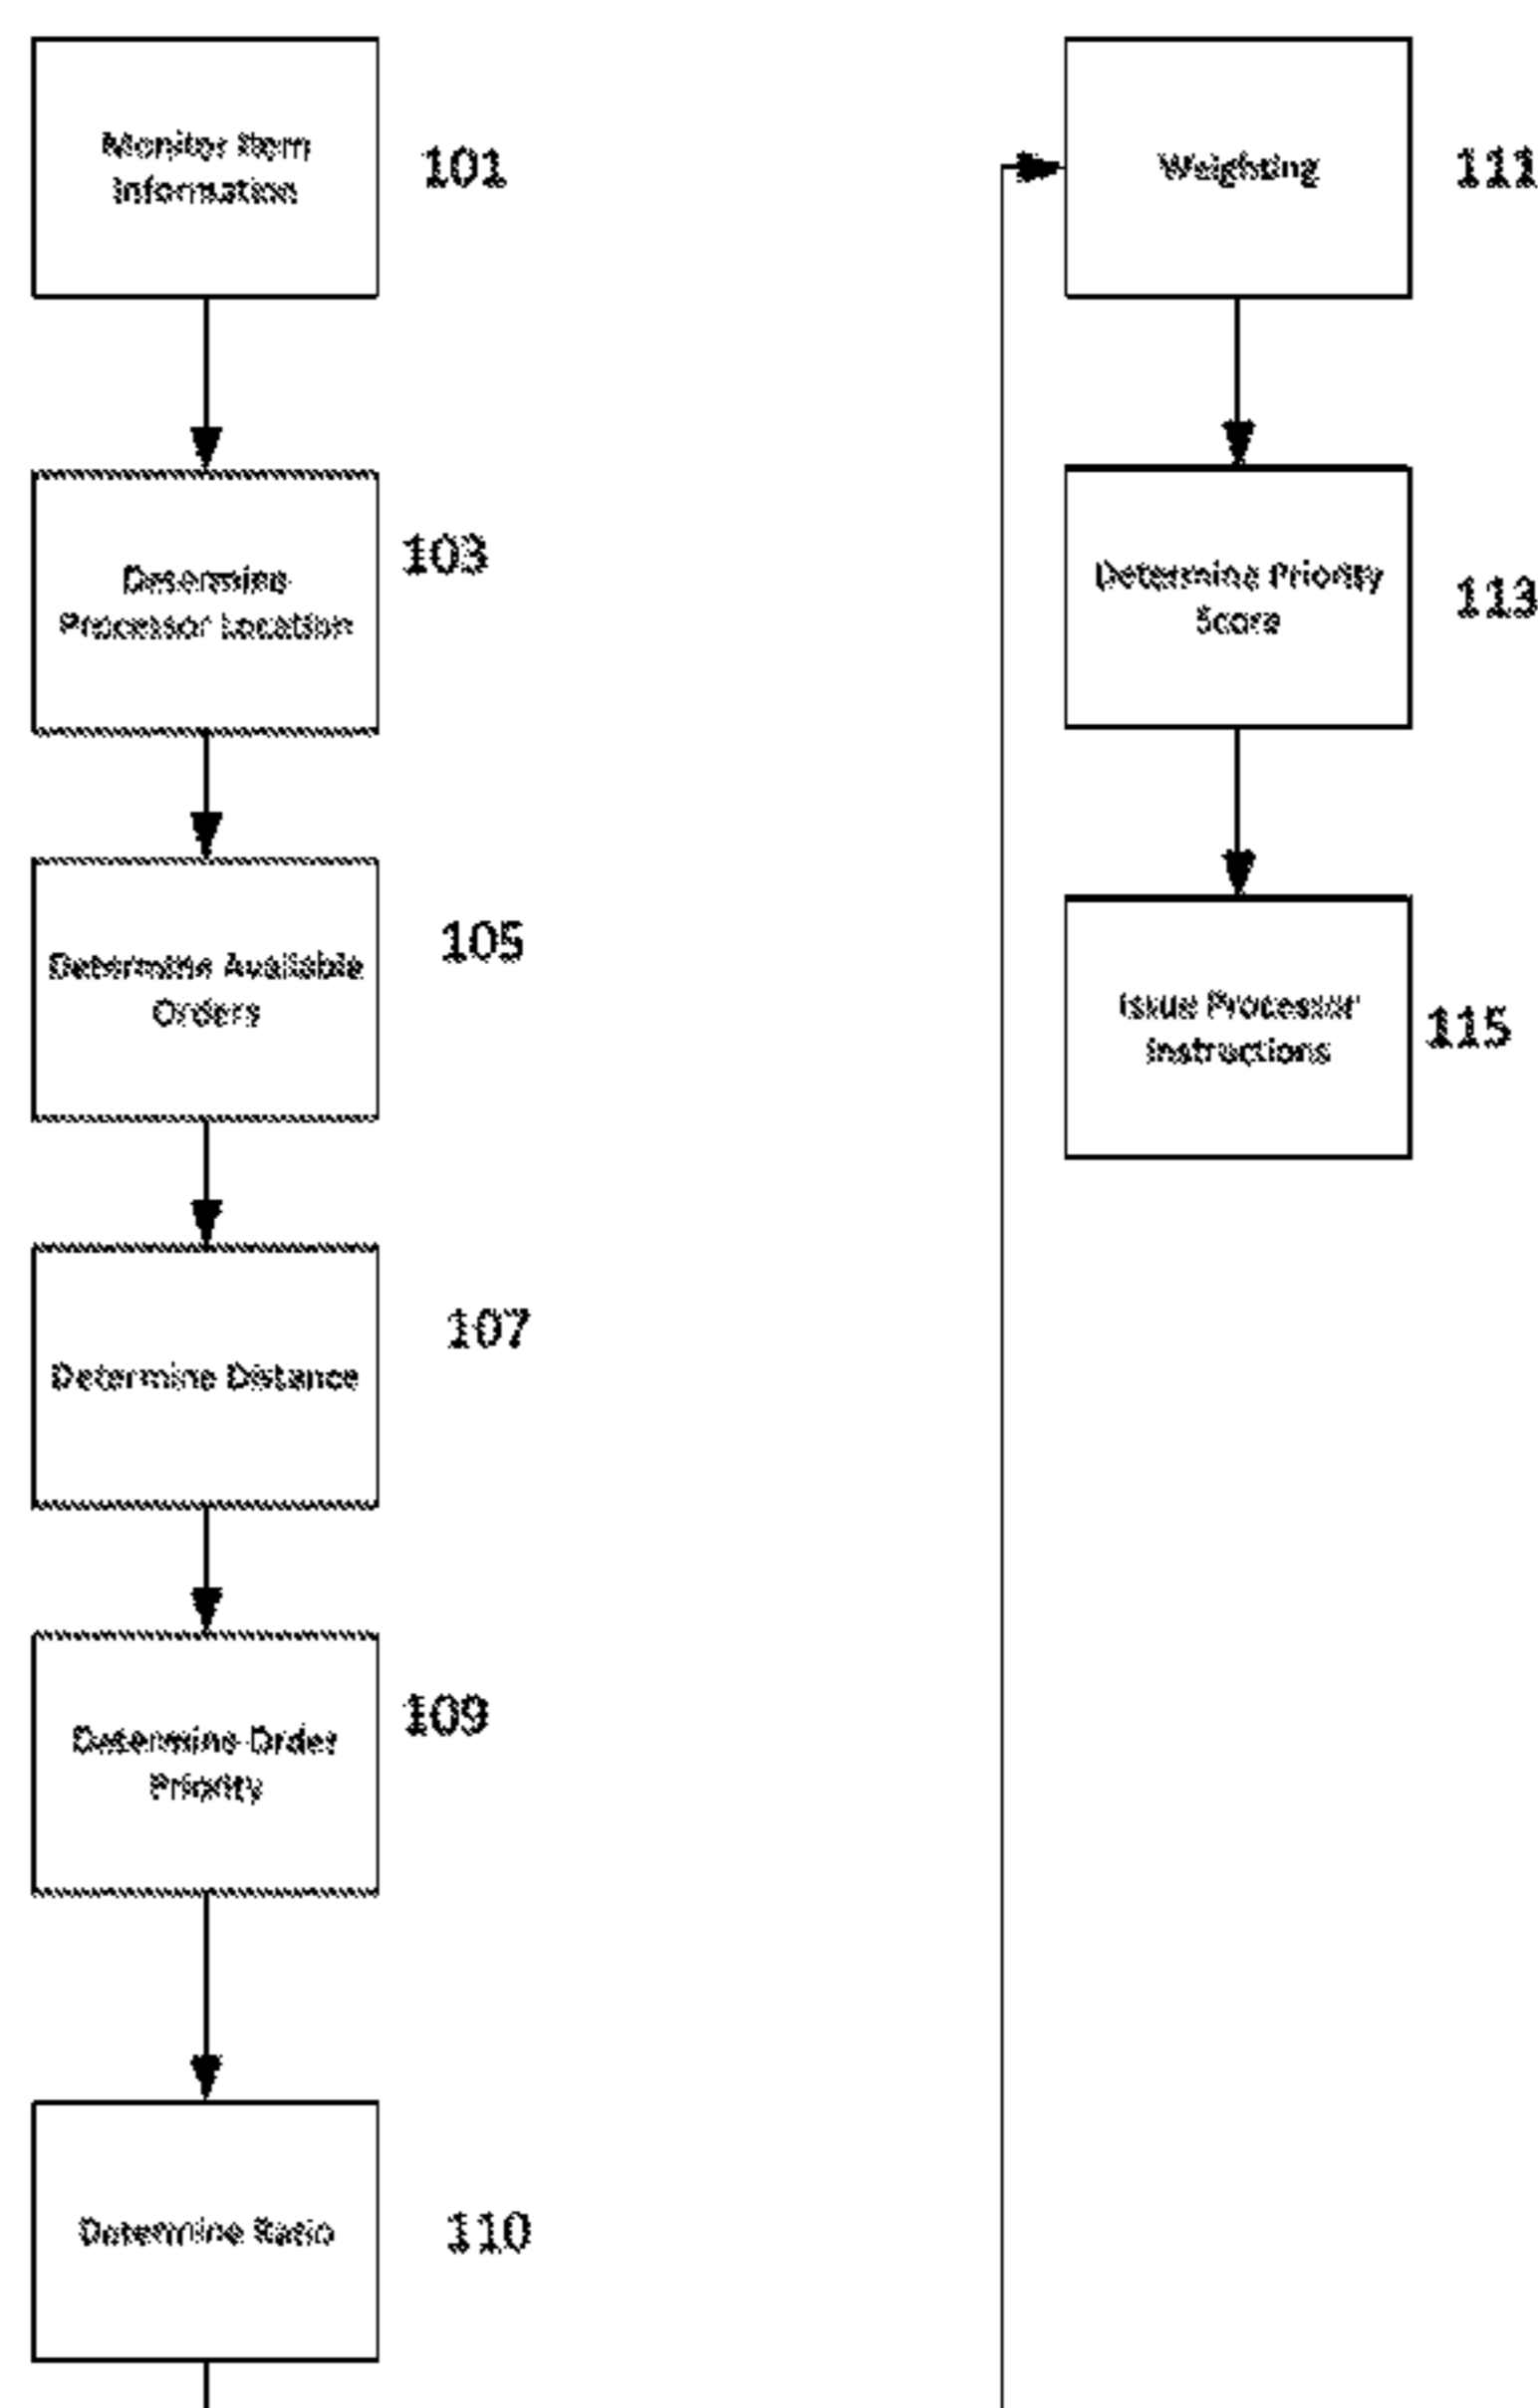 Monitor Item
Information
101
Determine
Processor Location
103
Determine Available
Orders
105
Determine Distance
107
Determine Order
Priority
109
Determine Ratio
110
Weighting
111
Determine Priority
Score
113
Issue Processor
Instructions
115